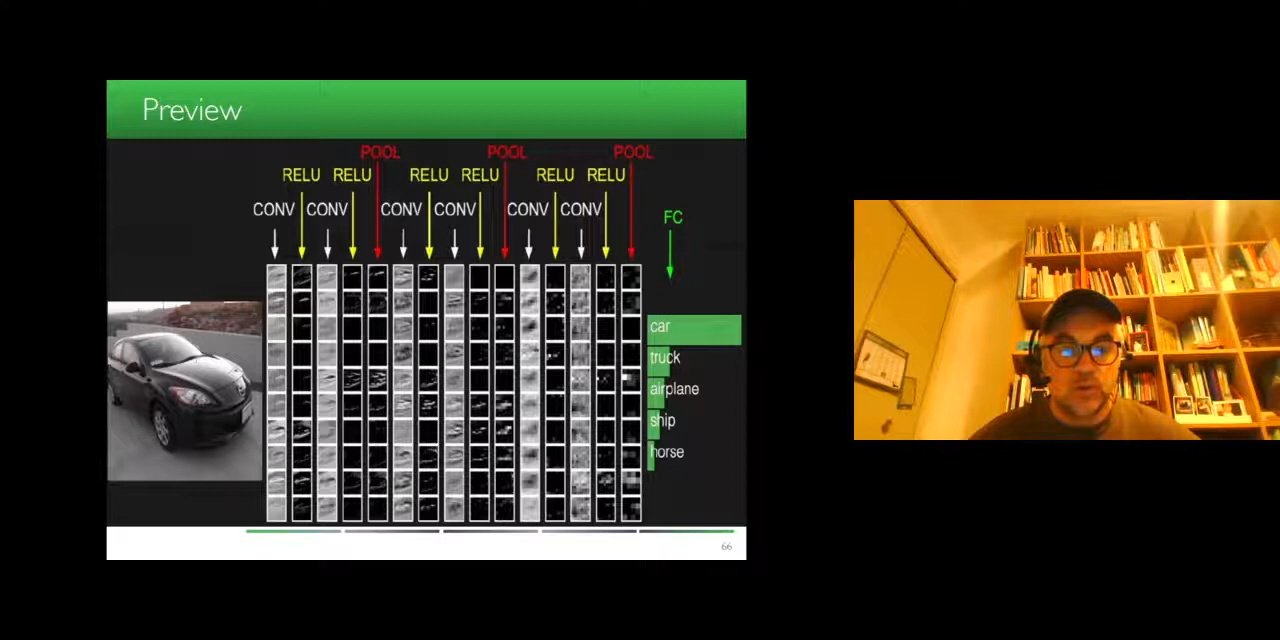 Preview
POOL POOL POOL
RELU RELU RELU RELU RELU RELU
CONV CONV CONV CONV CONV CONV
FC
car
truck
airplane
ship
horse
66